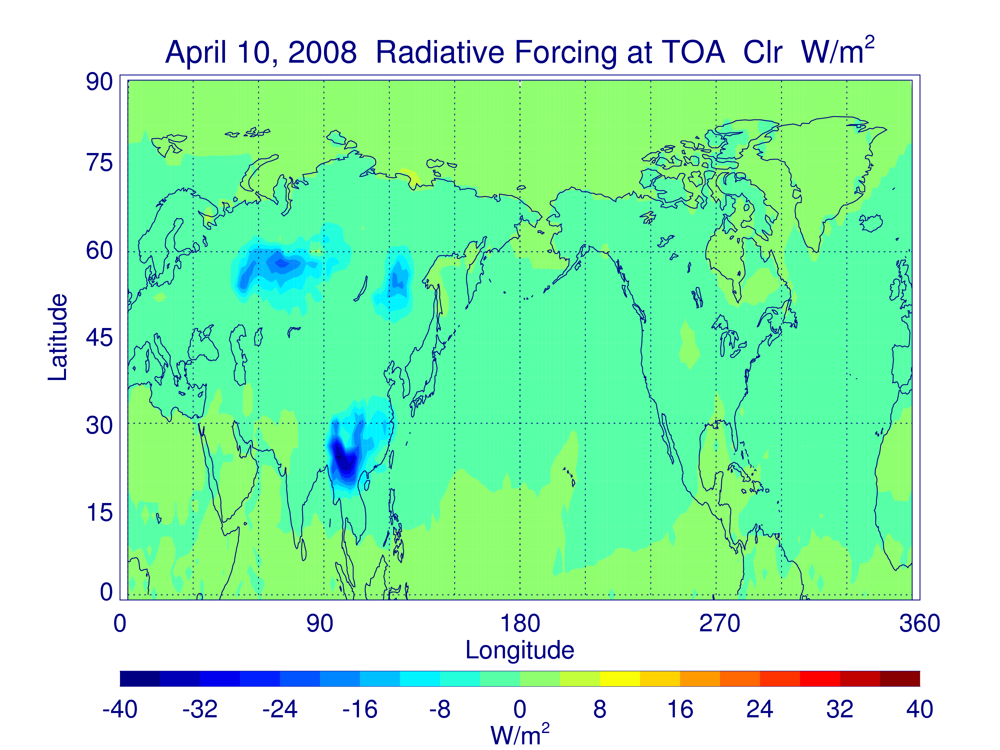 April 10, 2008  Radiative Forcing at TOA  Clr  W/m²
90
75
60
45
30
15
0
Latitude
0 90 180 270 360
Longitude
-40 -32 -24 -16 -8 0 8 16 24 32 40
W/m²